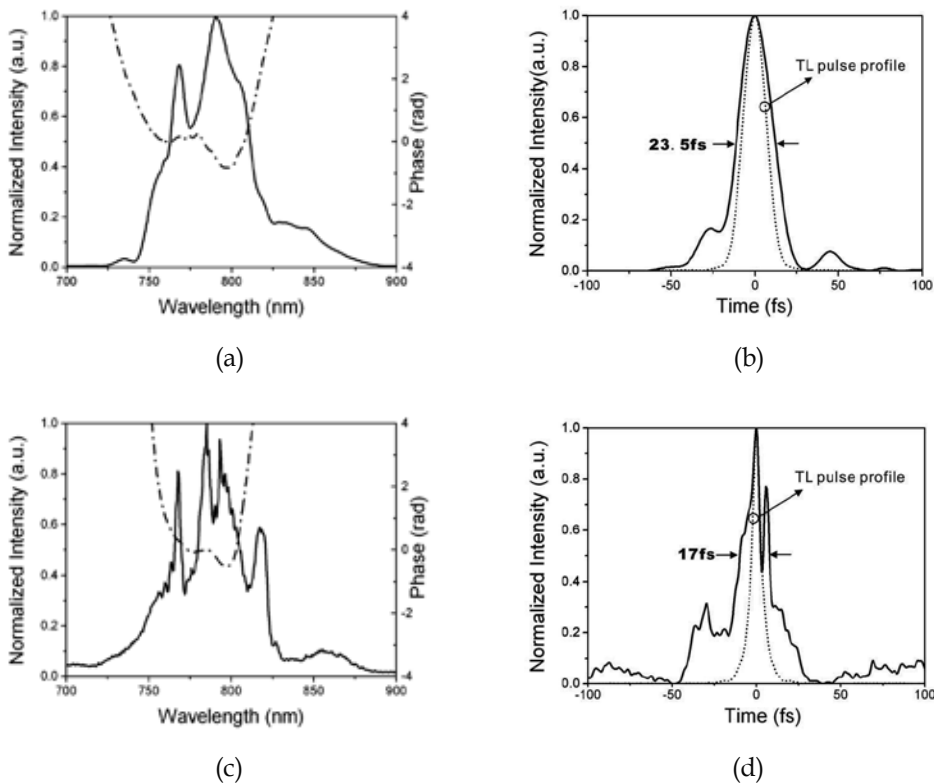 Normalized Intensity (a.u.)
1.0
0.8
0.6
0.4
0.2
0.0
4
2
0
-2
-4
Phase (rad)
700 750 800 850 900
Wavelength (nm)
(a)
Normalized Intensity(a.u.)
1.0
0.8
0.6
0.4
0.2
0.0
TL pulse profile
23. 5fs
-100 -50 0 50 100
Time (fs)
(b)
Normalized Intensity (a.u.)
1.0
0.8
0.6
0.4
0.2
0.0
4
2
0
-2
-4
Phase (rad)
700 750 800 850 900
Wavelength (nm)
(c)
Normalized Intensity (a.u.)
1.0
0.8
0.6
0.4
0.2
0.0
TL pulse profile
17fs
-100 -50 0 50 100
Time (fs)
(d)